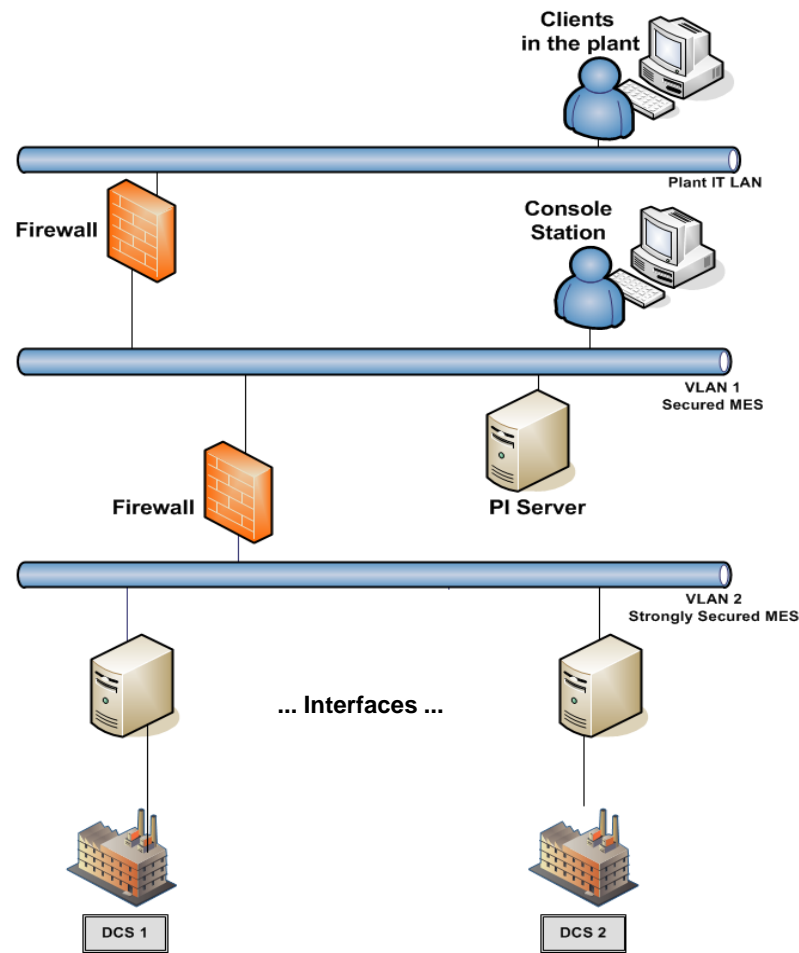 Clients
in the plant
Plant IT LAN
Firewall
Console
Station
VLAN 1
Secured MES
Firewall
PI Server
VLAN 2
Strongly Secured MES
... Interfaces ...
DCS 1
DCS 2